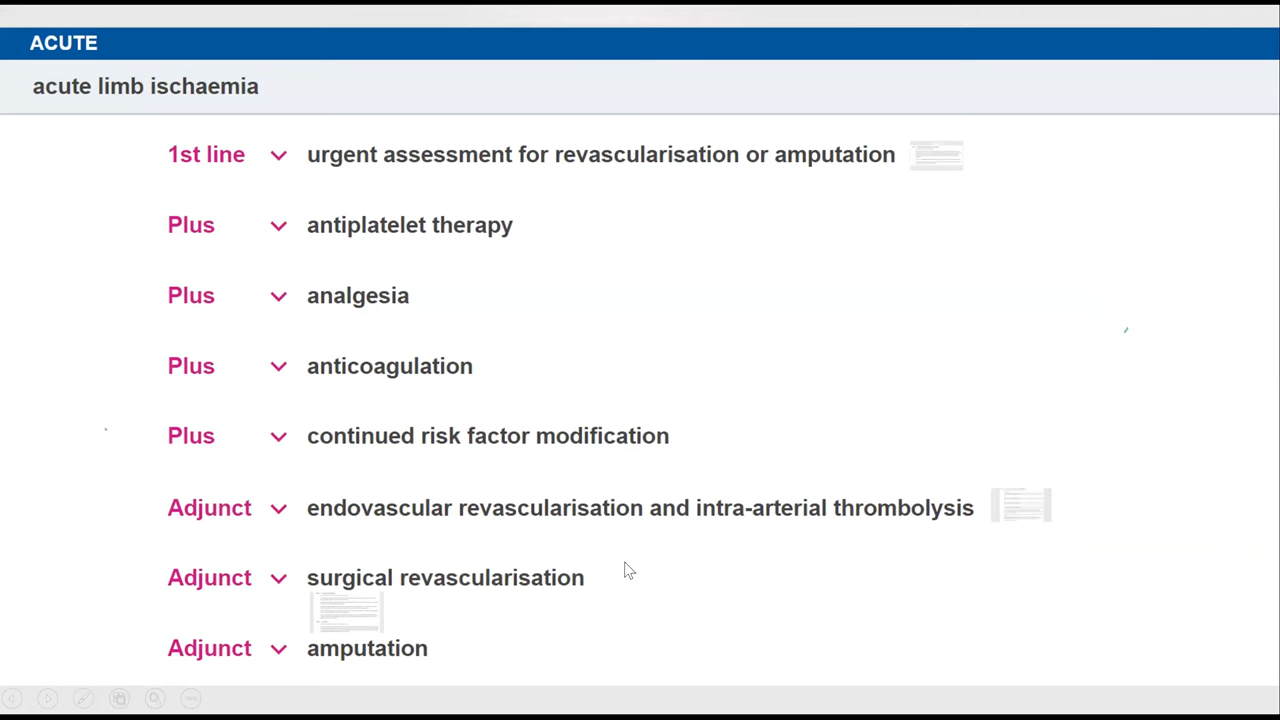 ACUTE
acute limb ischaemia
1st line urgent assessment for revascularisation or amputation
Plus antiplatelet therapy
Plus analgesia
Plus anticoagulation
Plus continued risk factor modification
Adjunct endovascular revascularisation and intra-arterial thrombolysis
Adjunct surgical revascularisation
Adjunct amputation